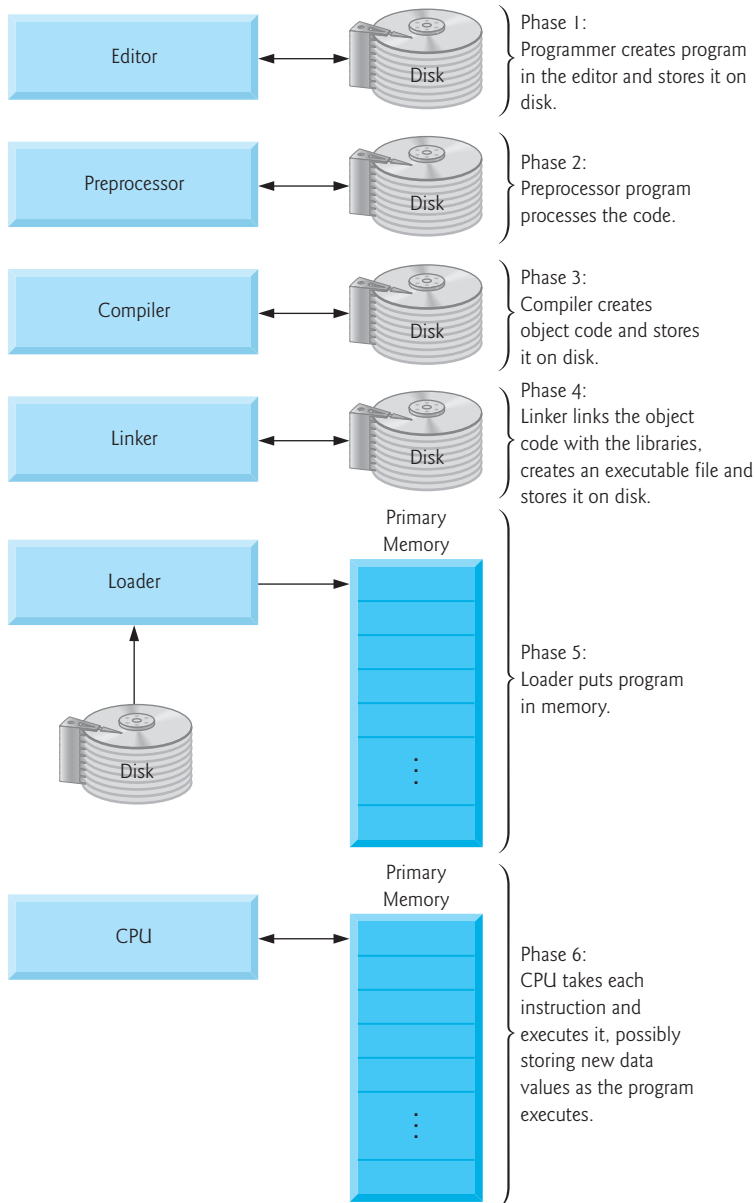 Editor
Disk
Phase 1:
Programmer creates program
in the editor and stores it on
disk.
Preprocessor
Disk
Phase 2:
Preprocessor program
processes the code.
Compiler
Disk
Phase 3:
Compiler creates
object code and stores
it on disk.
Linker
Disk
Phase 4:
Linker links the object
code with the libraries,
creates an executable file and
stores it on disk.
Primary
Memory
Loader
Disk
Phase 5:
Loader puts program
in memory.
Primary
Memory
CPU
Phase 6:
CPU takes each
instruction and
executes it, possibly
storing new data
values as the program
executes.